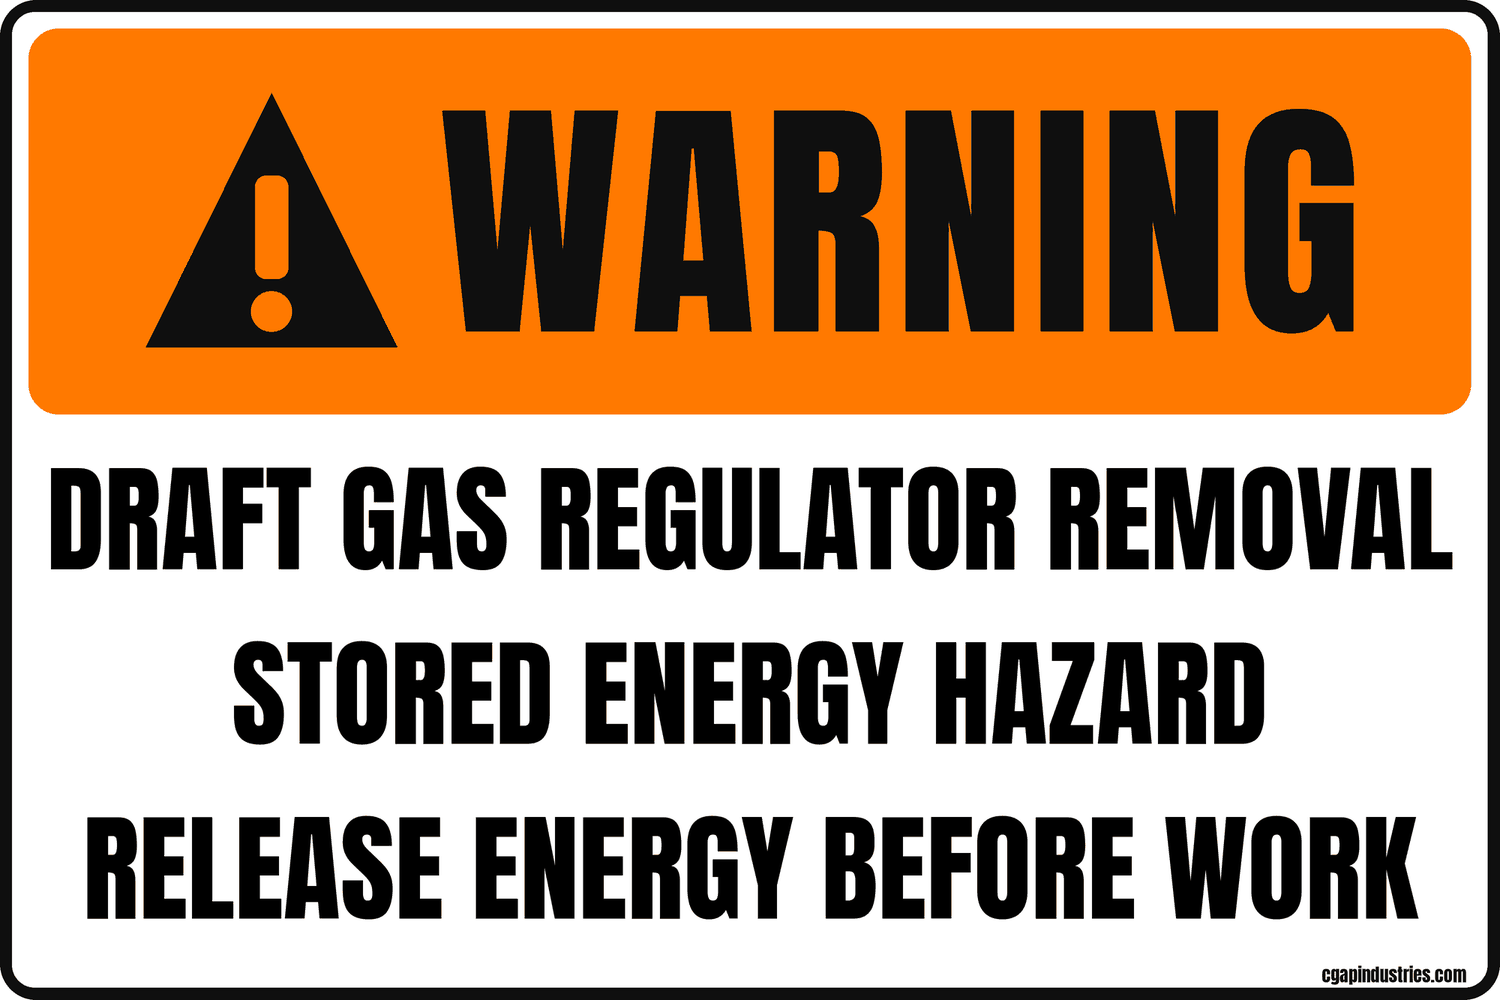 WARNING
DRAFT GAS REGULATOR REMOVAL
STORED ENERGY HAZARD
RELEASE ENERGY BEFORE WORK
cgapindustries.com